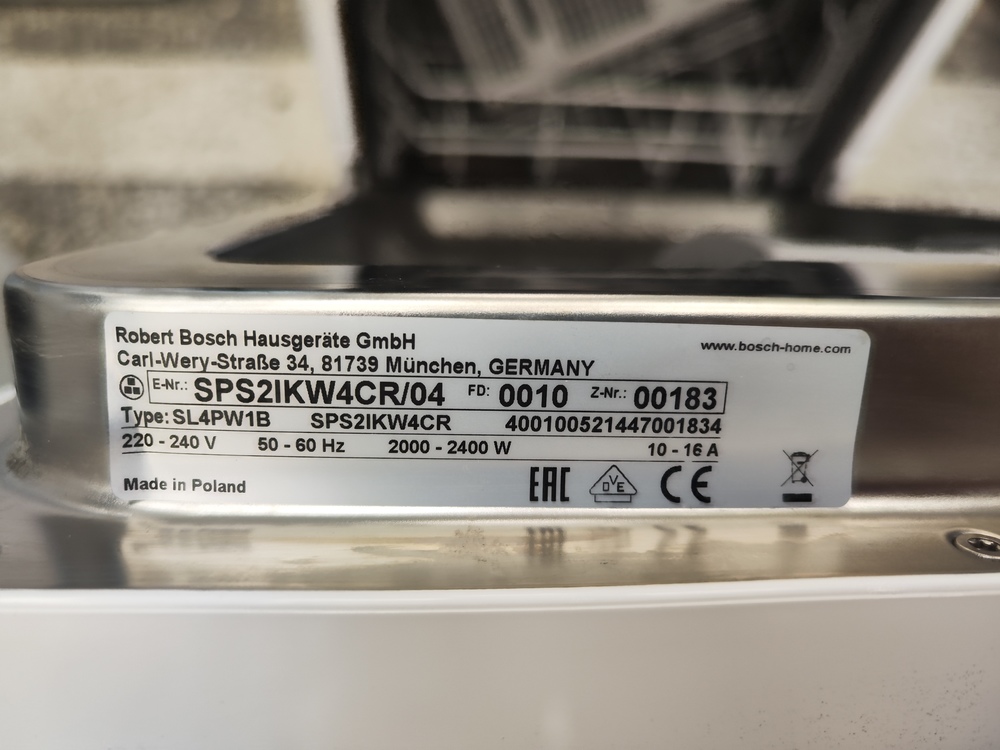 Robert Bosch Hausgeräte GmbH
www.bosch-home.com
Carl-Wery-Straße 34, 81739 München, GERMANY
E-Nr.: SPS2IKW4CR/04 FD: 0010 Z-Nr.: 00183
Type: SL4PW1B SPS2IKW4CR 400100521447001834
220 - 240 V 50 - 60 Hz 2000 - 2400 W 10 - 16 A
Made in Poland
EAC DVE CE